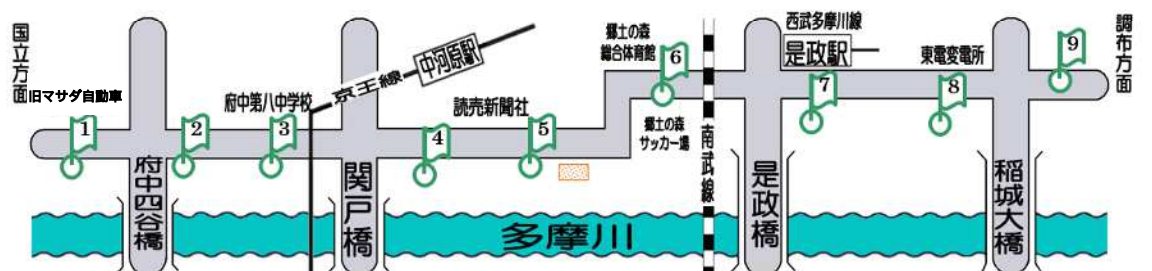 国立方面
旧マサダ自動車
1
2
府中第八中学校
3
京王線
中河原駅
4
読売新聞社
5
郷土の森
総合体育館
6
郷土の森
サッカー場
南武線
西武多摩川線
是政駅
7
東電変電所
8
9
調布方面
府中四谷橋
関戸橋
多摩川
是政橋
稲城大橋